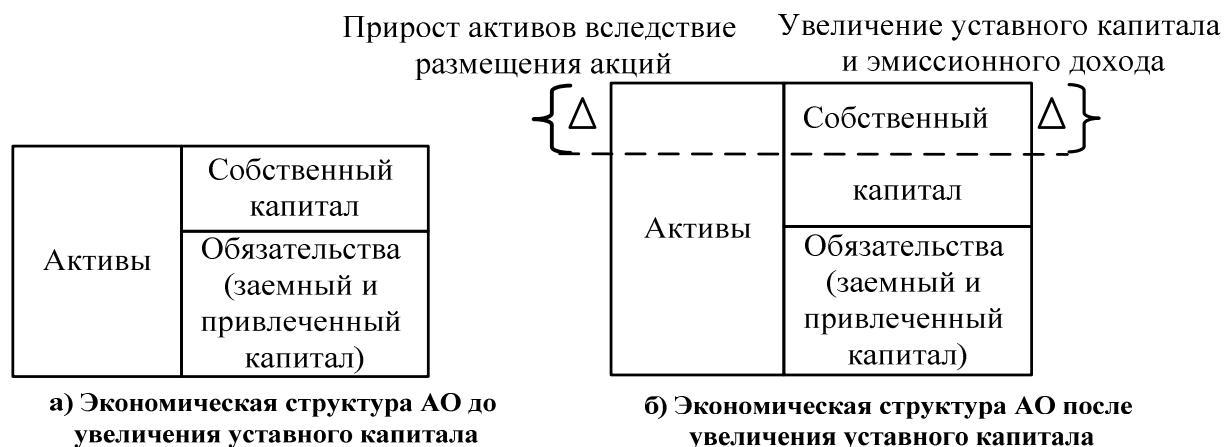 Прирост активов вследствие
размещения акций
Увеличение уставного капитала
и эмиссионного дохода
Активы
Собственный
капитал
Обязательства
(заемный и
привлеченный
капитал)
а) Экономическая структура АО до
увеличения уставного капитала
Δ
Активы
Собственный
капитал
Обязательства
(заемный и
привлеченный
капитал)
Δ
б) Экономическая структура АО после
увеличения уставного капитала